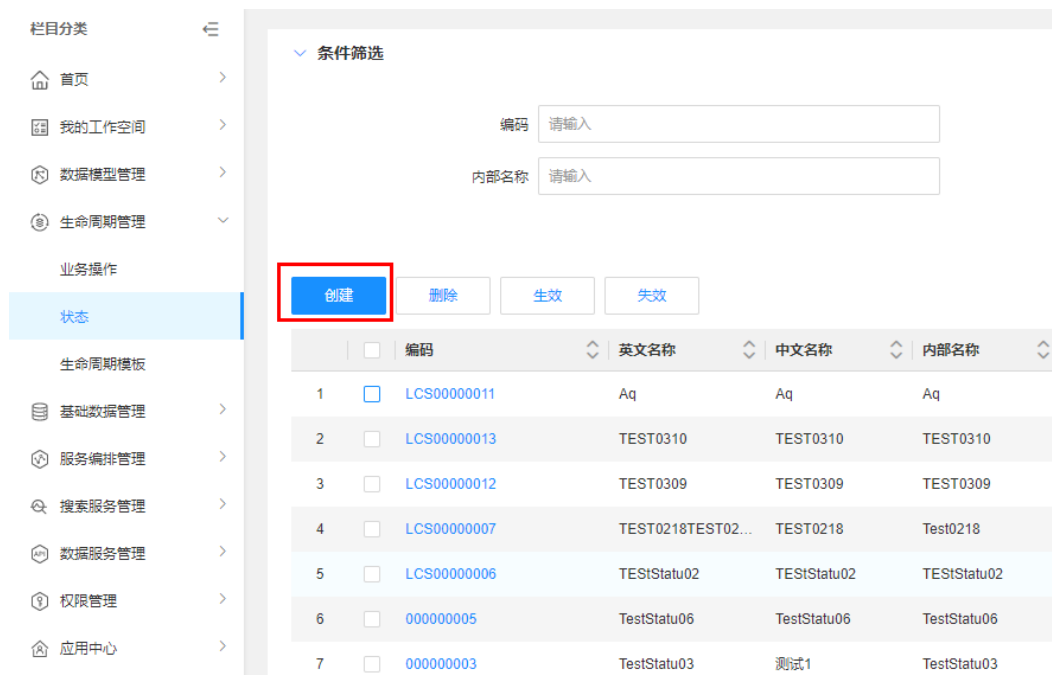 栏目分类
首页
我的工作空间
数据模型管理
生命周期管理
业务操作
状态
生命周期模板
基础数据管理
服务编排管理
搜索服务管理
API 数据服务管理
权限管理
应用中心
条件筛选
编码 请输入
内部名称 请输入
创建 删除 生效 失效
编码 英文名称 中文名称 内部名称
1 LCS00000011 Aq Aq Aq
2 LCS00000013 TEST0310 TEST0310 TEST0310
3 LCS00000012 TEST0309 TEST0309 TEST0309
4 LCS00000007 TEST0218TEST02... TEST0218 Test0218
5 LCS00000006 TEStStatu02 TEStStatu02 TEStStatu02
6 000000005 TestStatu06 TestStatu06 TestStatu06
7 000000003 TestStatu03 测试1 TestStatu03